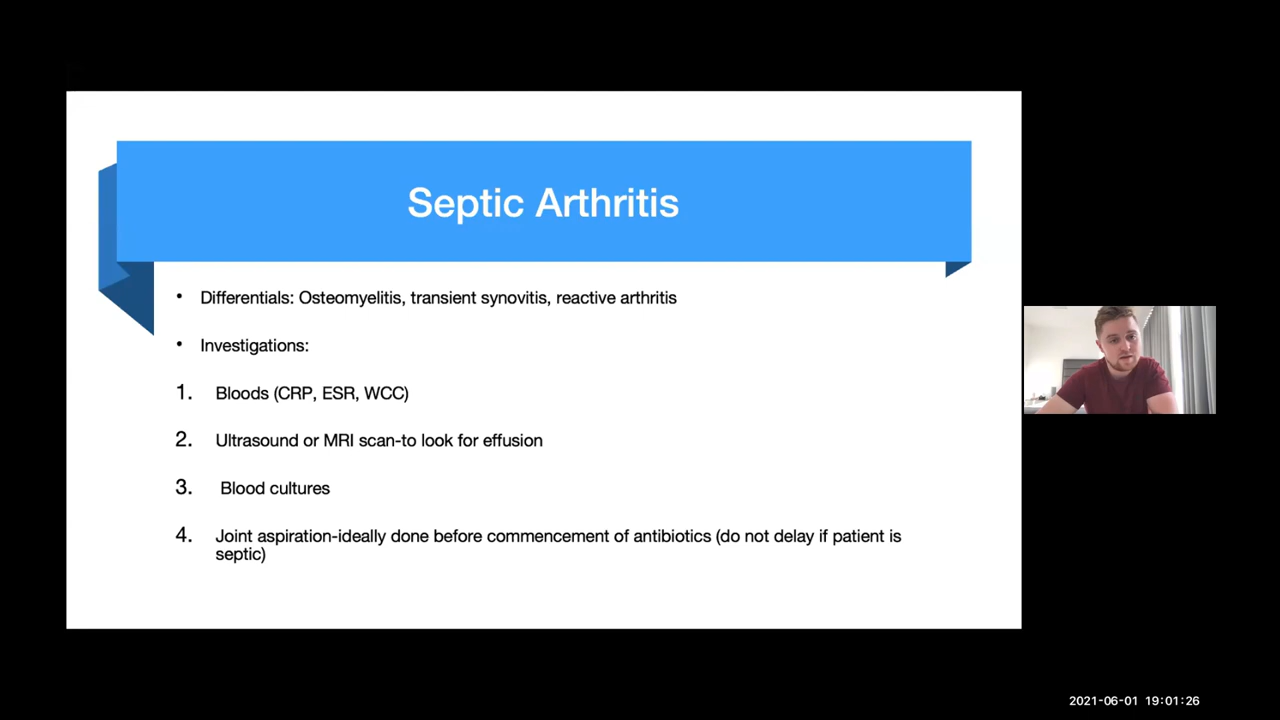 Septic Arthritis
• Differentials: Osteomyelitis, transient synovitis, reactive arthritis
• Investigations:
1. Bloods (CRP, ESR, WCC)
2. Ultrasound or MRI scan-to look for effusion
3. Blood cultures
4. Joint aspiration-ideally done before commencement of antibiotics (do not delay if patient is
septic)
2021-06-01 19:01:26